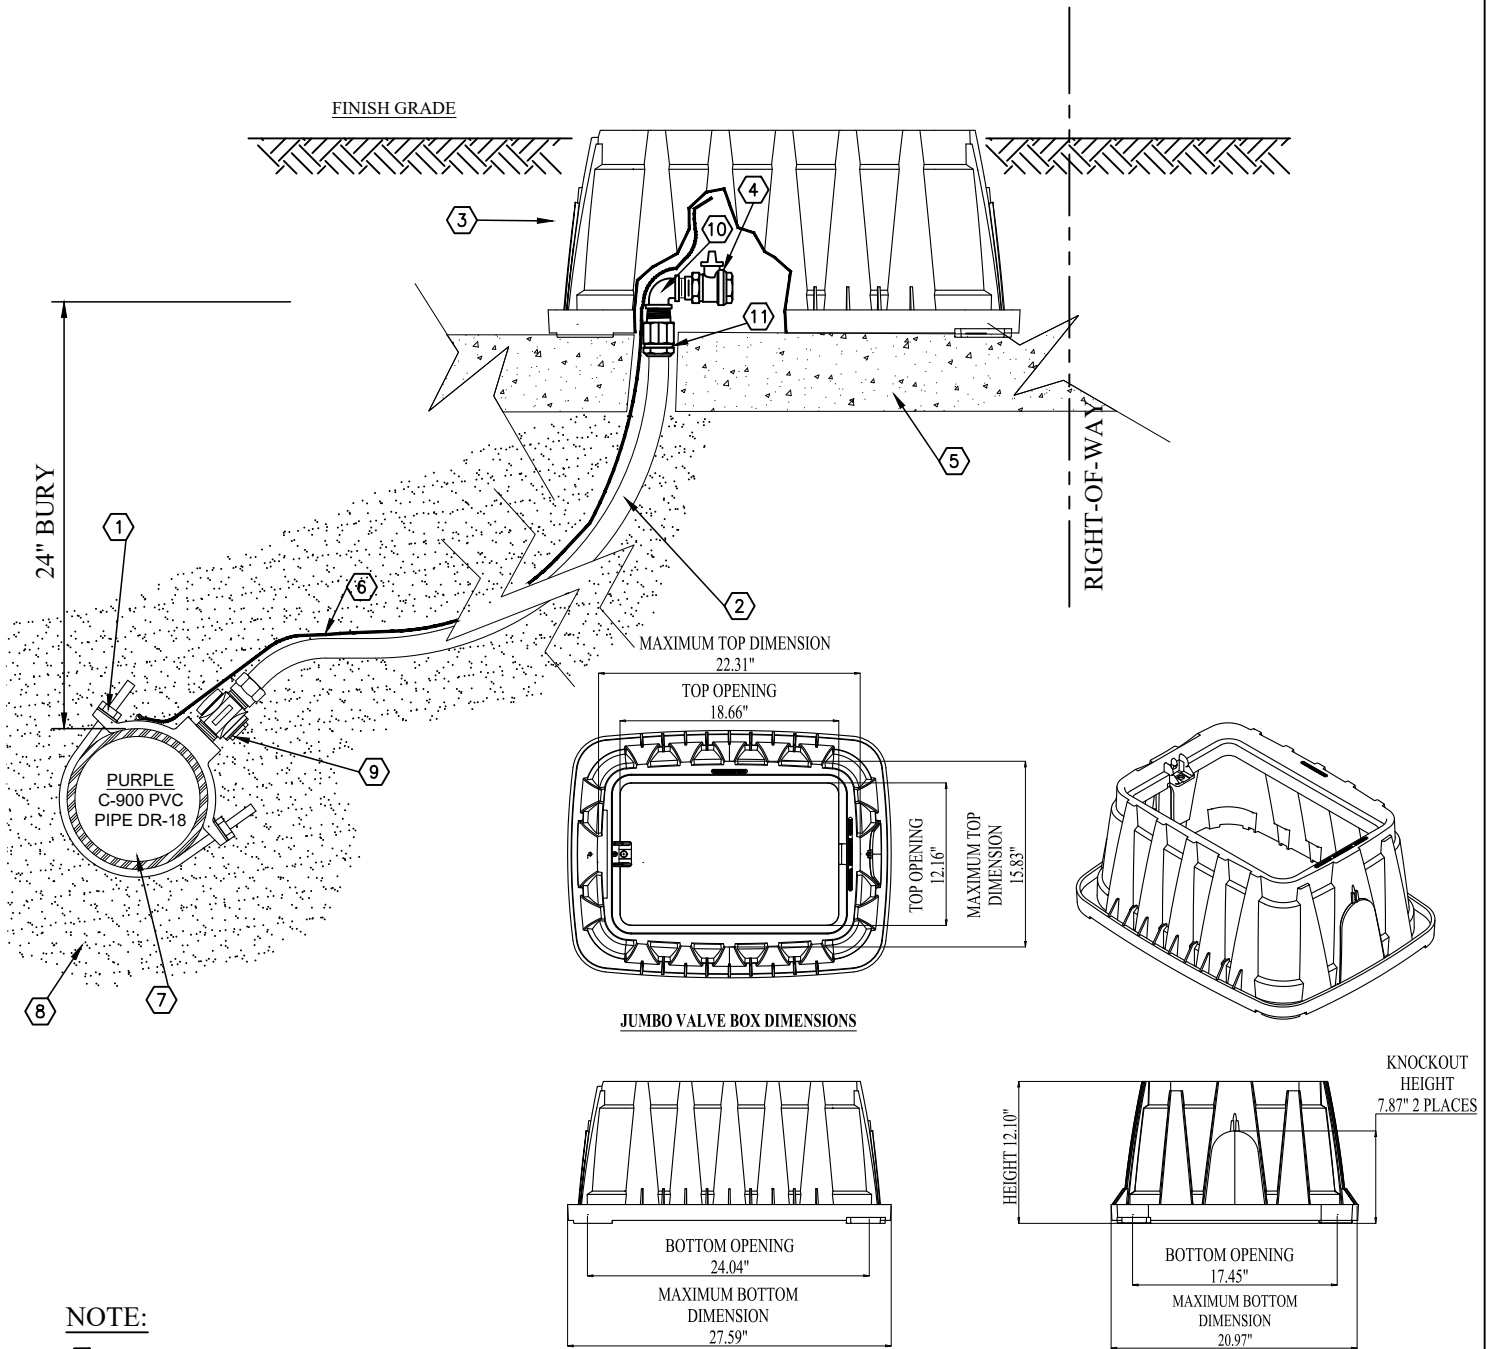 FINISH GRADE
3
4
10
11
5
24" BURY
RIGHT-OF-WAY
1
6
2
9
PURPLE
C-900 PVC
PIPE DR-18
8
7
MAXIMUM TOP DIMENSION
22.31"
TOP OPENING
18.66"
TOP OPENING
12.16"
MAXIMUM TOP
DIMENSION
15.83"
JUMBO VALVE BOX DIMENSIONS
BOTTOM OPENING
24.04"
MAXIMUM BOTTOM
DIMENSION
27.59"
HEIGHT 12.10"
KNOCKOUT
HEIGHT
7.87" 2 PLACES
BOTTOM OPENING
17.45"
MAXIMUM BOTTOM
DIMENSION
20.97"
NOTE: